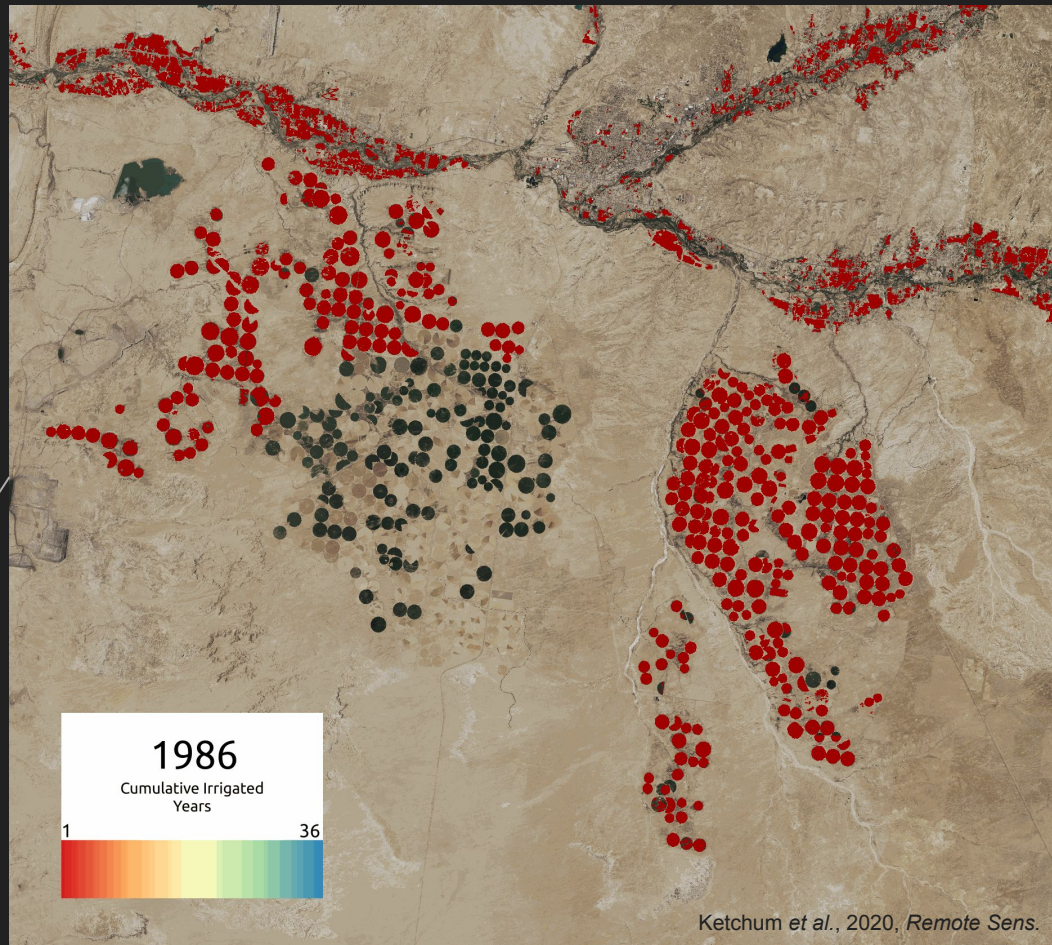 1986
Cumulative Irrigated
Years
1 36
Ketchum et al., 2020, Remote Sens.